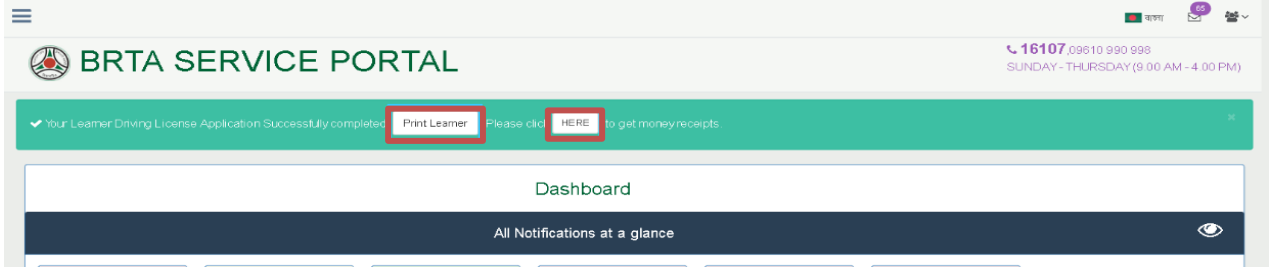 বাংলা
65
BRTA SERVICE PORTAL
16107,09610 990 998
SUNDAY - THURSDAY (9.00 AM - 4.00 PM)
Your Learner Driving License Application Successfully completed Print Learner Please click HERE to get money receipts.
×
Dashboard
All Notifications at a glance